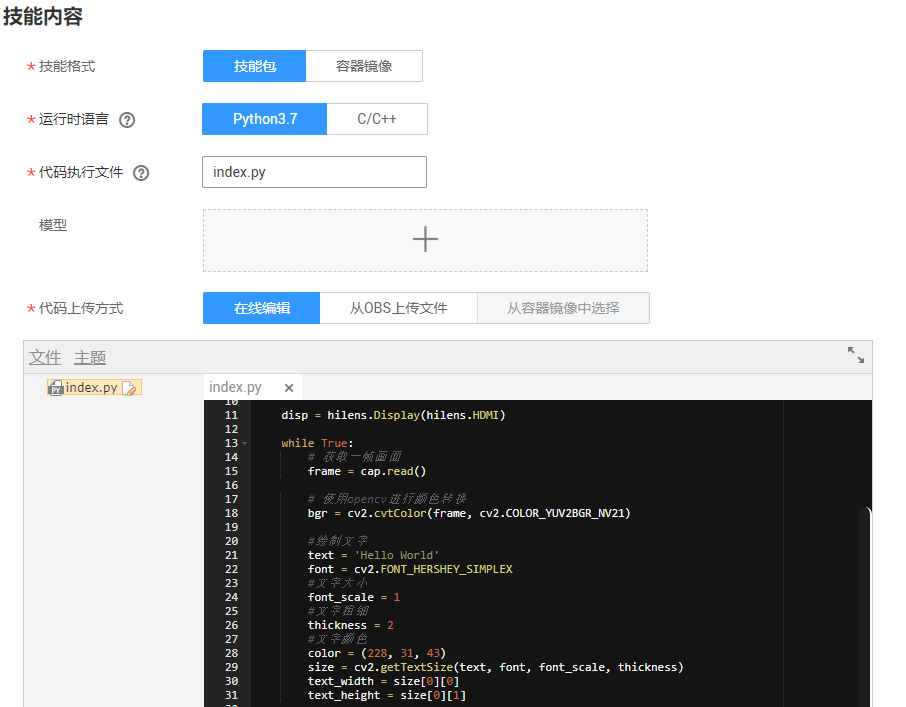 技能内容
*技能格式 技能包 容器镜像
*运行时语言 ? Python3.7 C/C++
*代码执行文件 ? index.py
模型
*代码上传方式 在线编辑 从OBS上传文件 从容器镜像中选择
文件 主题
index.py index.py ×
10
11 disp = hilens.Display(hilens.HDMI)
12
13 while True:
14 # 获取一帧画面
15 frame = cap.read()
16
17 # 使用opencv进行颜色转换
18 bgr = cv2.cvtColor(frame, cv2.COLOR_YUV2BGR_NV21)
19
20 #绘制文字
21 text = 'Hello World'
22 font = cv2.FONT_HERSHEY_SIMPLEX
23 #文字大小
24 font_scale = 1
25 #文字粗细
26 thickness = 2
27 #文字颜色
28 color = (228, 31, 43)
29 size = cv2.getTextSize(text, font, font_scale, thickness)
30 text_width = size[0][0]
31 text_height = size[0][1]